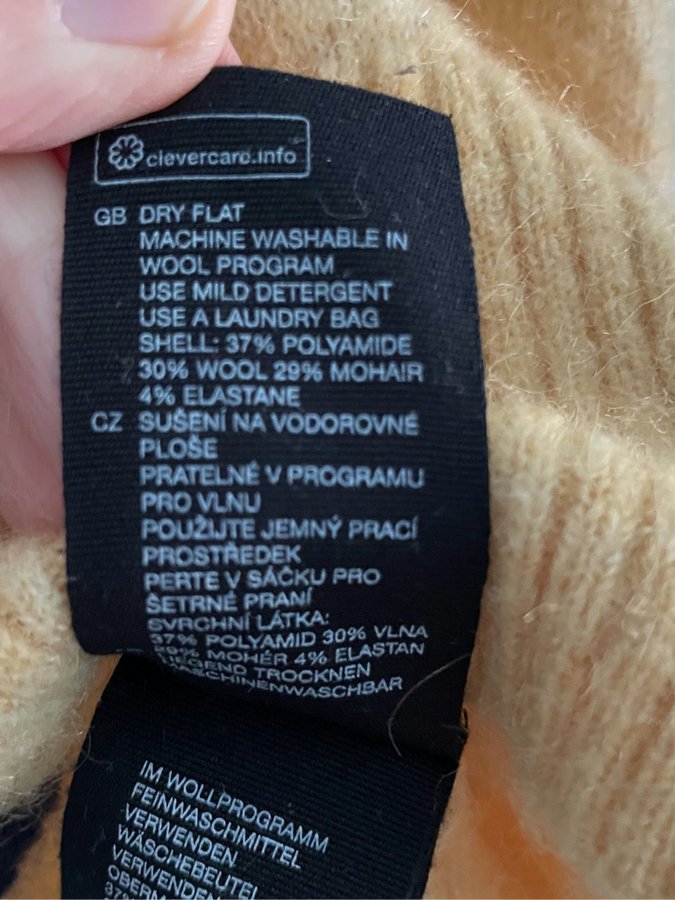 clevercare.info
GB DRY FLAT
MACHINE WASHABLE IN
WOOL PROGRAM
USE MILD DETERGENT
USE A LAUNDRY BAG
SHELL: 37% POLYAMIDE
30% WOOL 29% MOHAIR
4% ELASTANE
CZ SUŠENÍ NA VODOROVNÉ
PLOŠE
PRATELNÉ V PROGRAMU
PRO VLNU
POUŽIJTE JEMNÝ PRACÍ
PROSTŘEDEK
PERTE V SÁČKU PRO
ŠETRNÉ PRANÍ
SVRCHNÍ LÁTKA:
37% POLYAMID 30% VLNA
29% MOHÉR 4% ELASTAN
LIEGEND TROCKNEN
MASCHINENWASCHBAR
IM WOLLPROGRAMM
FEINWASCHMITTEL
VERWENDEN
WÄSCHEBEUTEL
VERWENDEN